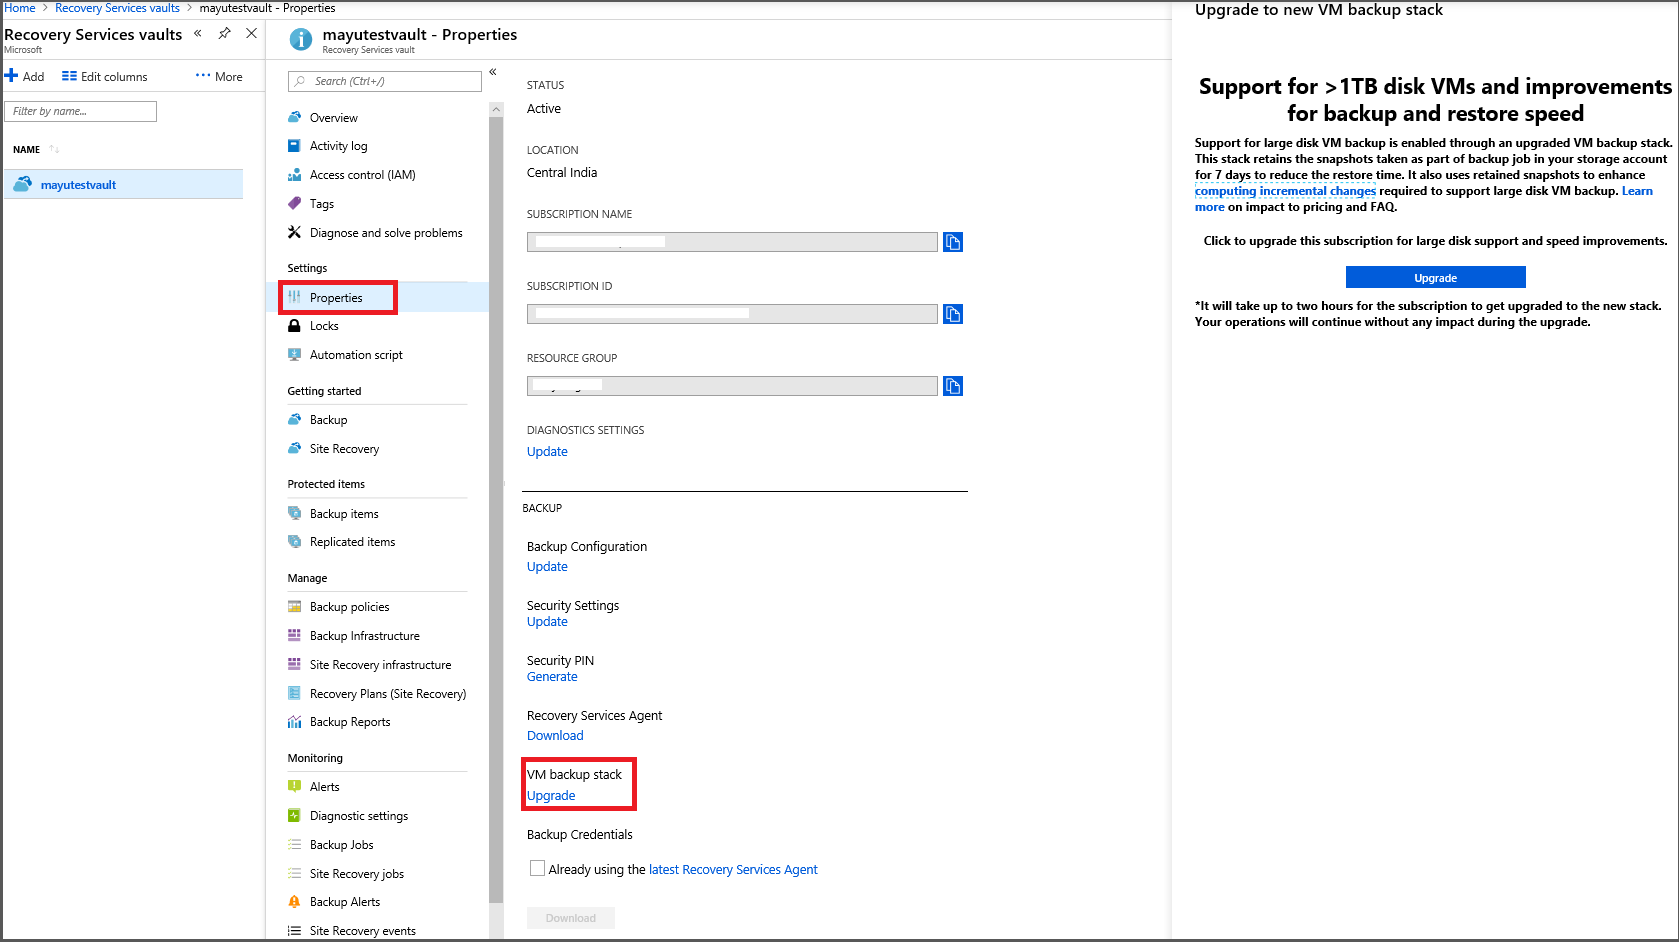 Home > Recovery Services vaults > mayutestvault - Properties
Recovery Services vaults
Microsoft
Add Edit columns ••• More
Filter by name...
NAME
mayutestvault
mayutestvault - Properties
Recovery Services vault
Search (Ctrl+/)
Overview
Activity log
Access control (IAM)
Tags
Diagnose and solve problems
Settings
Properties
Locks
Automation script
Getting started
Backup
Site Recovery
Protected items
Backup items
Replicated items
Manage
Backup policies
Backup Infrastructure
Site Recovery infrastructure
Recovery Plans (Site Recovery)
Backup Reports
Monitoring
Alerts
Diagnostic settings
Backup Jobs
Site Recovery jobs
Backup Alerts
Site Recovery events
STATUS
Active
LOCATION
Central India
SUBSCRIPTION NAME
SUBSCRIPTION ID
RESOURCE GROUP
DIAGNOSTICS SETTINGS
Update
BACKUP
Backup Configuration
Update
Security Settings
Update
Security PIN
Generate
Recovery Services Agent
Download
VM backup stack
Upgrade
Backup Credentials
Already using the latest Recovery Services Agent
Download
Upgrade to new VM backup stack
Support for >1TB disk VMs and improvements
for backup and restore speed
Support for large disk VM backup is enabled through an upgraded VM backup stack.
This stack retains the snapshots taken as part of backup job in your storage account
for 7 days to reduce the restore time. It also uses retained snapshots to enhance
computing incremental changes required to support large disk VM backup. Learn
more on impact to pricing and FAQ.
Click to upgrade this subscription for large disk support and speed improvements.
Upgrade
*It will take up to two hours for the subscription to get upgraded to the new stack.
Your operations will continue without any impact during the upgrade.